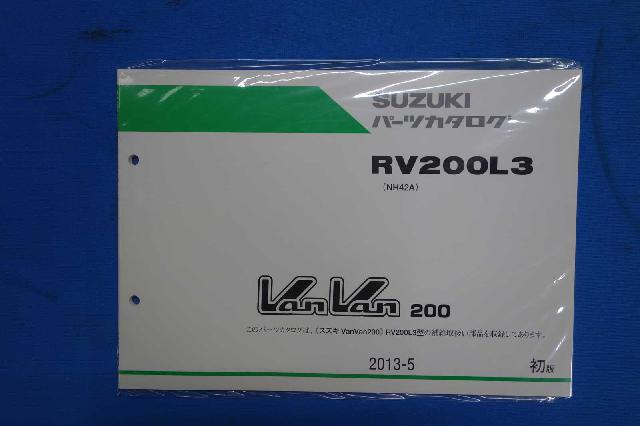 SUZUKI
パーツカタログ
RV200L3
(NH42A)
VanVan 200
このパーツカタログは、(スズキ VanVan200) RV200L3型の補給取扱い部品を収録してあります。
2013-5 初版